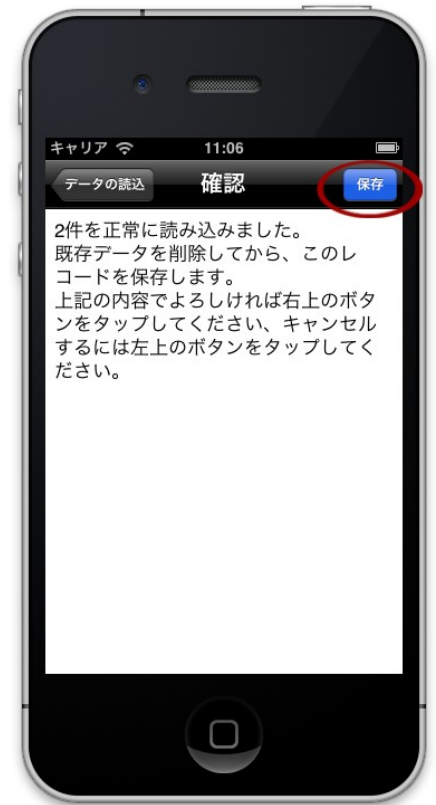 キャリア 11:06
データの読込 確認 保存
2件を正常に読み込みました。
既存データを削除してから、このレ
コードを保存します。
上記の内容でよろしければ右上のボタ
ンをタップしてください、キャンセル
するには左上のボタンをタップしてく
ださい。